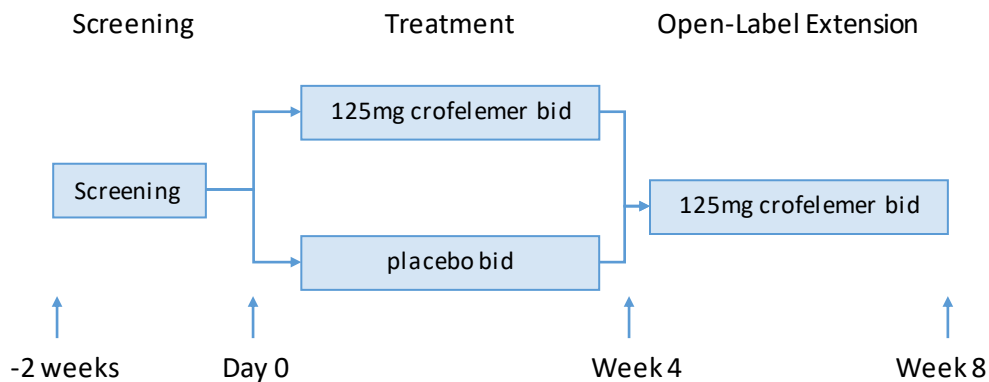 Screening
Treatment
Open-Label Extension
125mg crofelemer bid
Screening
125mg crofelemer bid
placebo bid
-2 weeks
Day 0
Week 4
Week 8